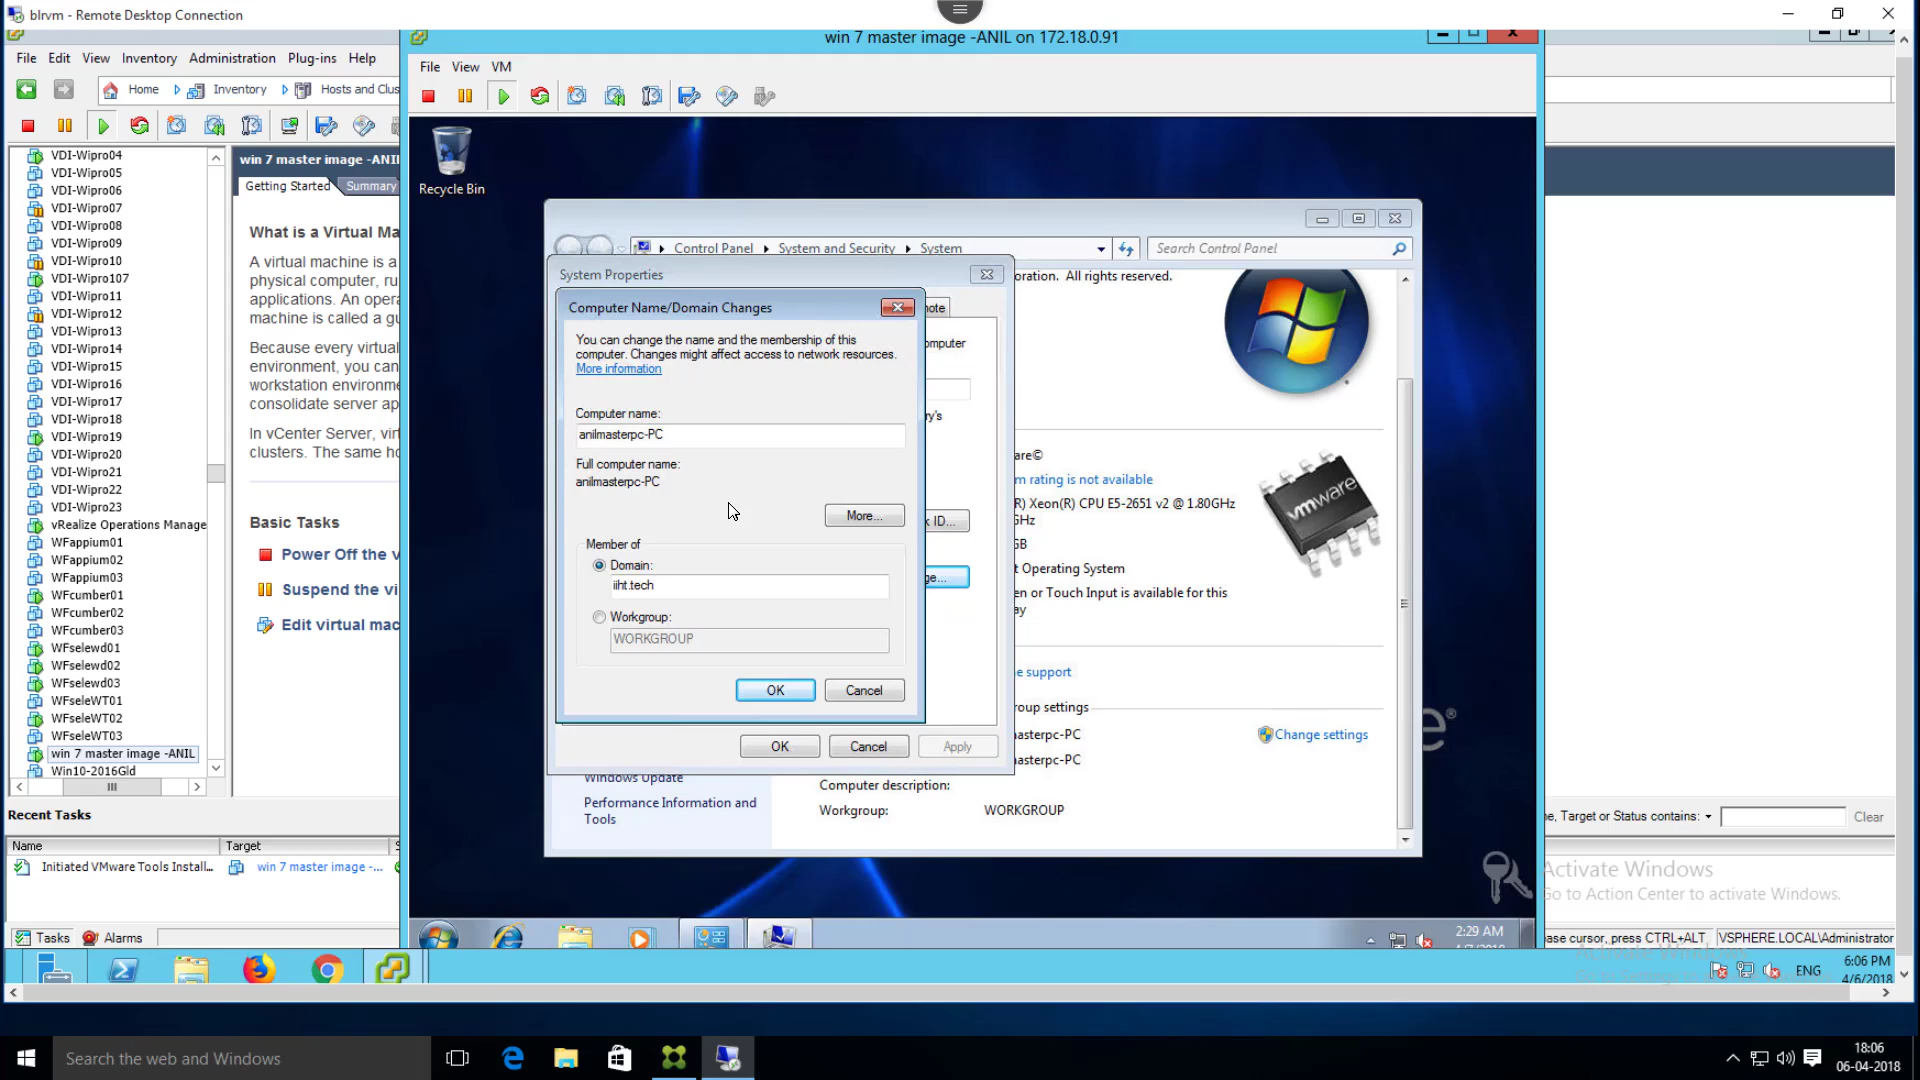 blrvm - Remote Desktop Connection
win 7 master image -ANIL on 172.18.0.91
File Edit View Inventory Administration Plug-ins Help
File View VM
Home Inventory Hosts and Clus
VDI-Wipro04
VDI-Wipro05
VDI-Wipro06
VDI-Wipro07
VDI-Wipro08
VDI-Wipro09
VDI-Wipro10
VDI-Wipro107
VDI-Wipro11
VDI-Wipro12
VDI-Wipro13
VDI-Wipro14
VDI-Wipro15
VDI-Wipro16
VDI-Wipro17
VDI-Wipro18
VDI-Wipro19
VDI-Wipro20
VDI-Wipro21
VDI-Wipro22
VDI-Wipro23
vRealize Operations Manage
WFappium01
WFappium02
WFappium03
WFcumber01
WFcumber02
WFcumber03
WFselewd01
WFselewd02
WFselewd03
WFseleWT01
WFseleWT02
WFseleWT03
win 7 master image -ANIL
Win10-2016Gld
win 7 master image -ANIL
Getting Started Summary
What is a Virtual Ma
A virtual machine is a
physical computer, ru
applications. An opera
machine is called a gu
Because every virtual
environment, you can
workstation environme
consolidate server ap
In vCenter Server, virt
clusters. The same ho
Basic Tasks
Power Off the v
Suspend the vi
Edit virtual mac
Recycle Bin
Control Panel System and Security System
Search Control Panel
System Properties
oration. All rights reserved.
Computer Name/Domain Changes
note
You can change the name and the membership of this
computer. Changes might affect access to network resources.
More information
omputer
Computer name:
anilmasterpc-PC
ry's
Full computer name:
anilmasterpc-PC
More...
k ID...
Member of
Domain:
iiht.tech
ge...
Workgroup:
WORKGROUP
OK Cancel
OK Cancel Apply
are©
m rating is not available
R) Xeon(R) CPU E5-2651 v2 @ 1.80GHz
GHz
GB
t Operating System
en or Touch Input is available for this
ay
vmware
e support
group settings
asterpc-PC
Change settings
asterpc-PC
Windows Update
Performance Information and
Tools
Computer description:
Workgroup: WORKGROUP
e®
Recent Tasks
Name Target
Initiated VMware Tools Install... win 7 master image -...
e, Target or Status contains: Clear
Activate Windows
Go to Action Center to activate Windows.
Tasks Alarms
2:29 AM
ase cursor, press CTRL+ALT VSPHERE.LOCAL\Administrator
ENG
6:06 PM
4/6/2018
Search the web and Windows
18:06
06-04-2018